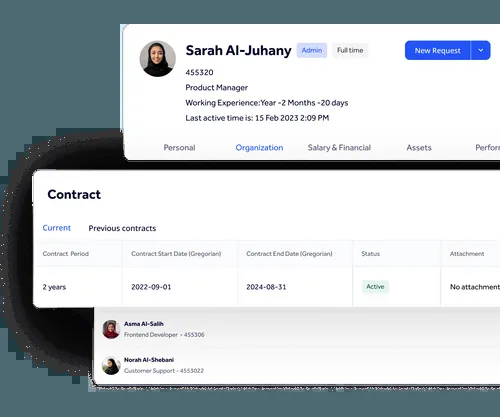 Sarah Al-Juhany Admin Full time New Request
455320
Product Manager
Working Experience:Year -2 Months -20 days
Last active time is: 15 Feb 2023 2:09 PM
Personal Organization Salary & Financial Assets Perform
Contract
Current Previous contracts
Contract Period Contract Start Date (Gregorian) Contract End Date (Gregorian) Status Attachment
2 years 2022-09-01 2024-08-31 Active No attachment
Asma Al-Salih
Frontend Developer - 455306
Norah Al-Shebani
Customer Support - 4553022